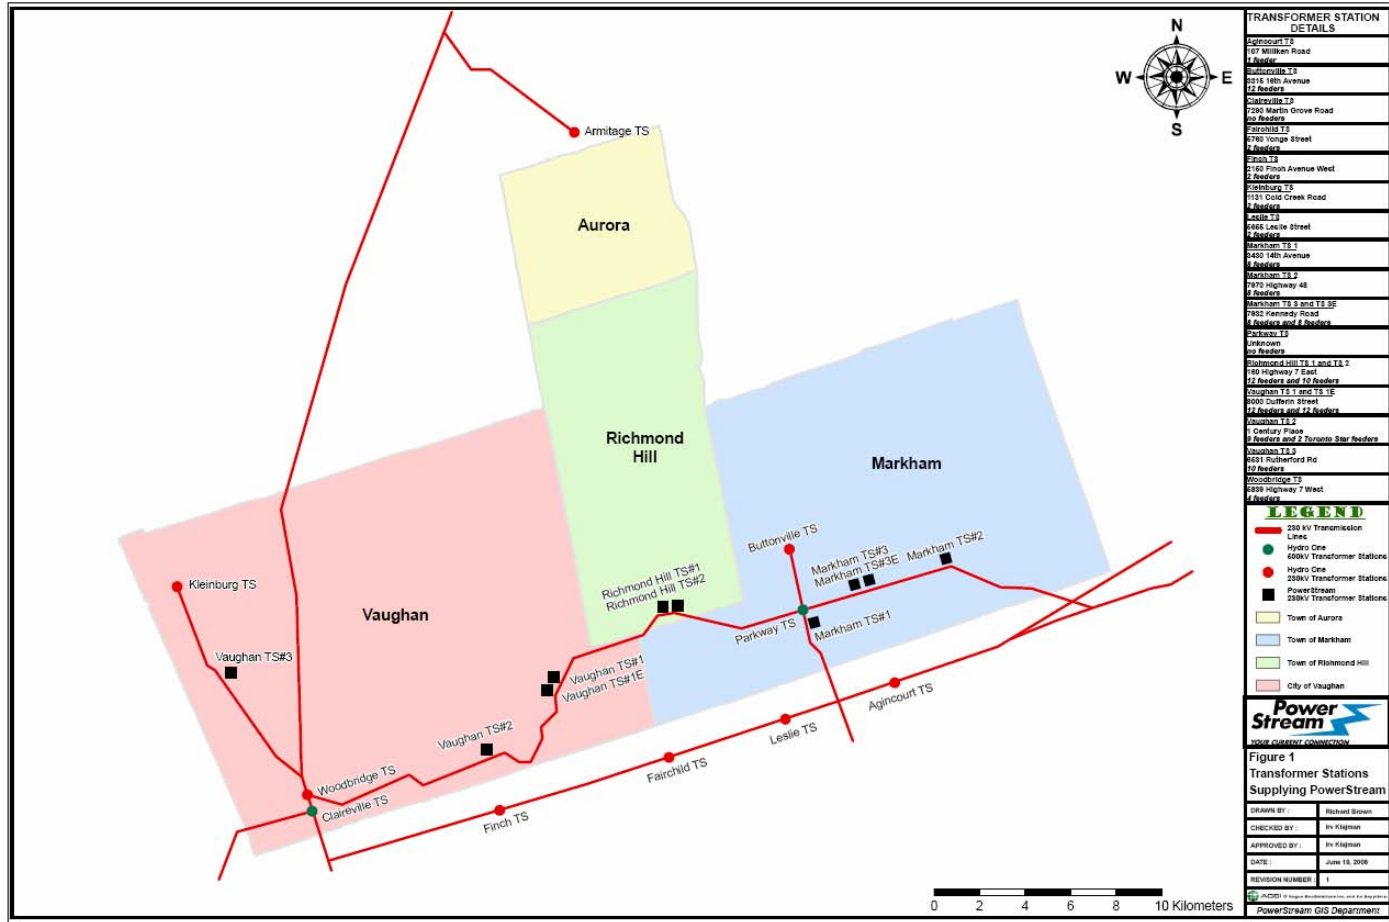 N
W
E
S
Armitage TS
Aurora
Richmond
Hill
Markham
Vaughan
Kleinburg TS
Vaughan TS#3
Buttonville TS
Markham TS#3
Markham TS#3E
Markham TS#2
Richmond Hill TS#1
Richmond Hill TS#2
Parkway TS
Markham TS#1
Vaughan TS#1
Vaughan TS#1E
Vaughan TS#2
Woodbridge TS
Claireville TS
Agincourt TS
Leslie TS
Fairchild TS
Finch TS
0 2 4 6 8 10 Kilometers
TRANSFORMER STATION
DETAILS
Agincourt TS
167 Milliken Road
1 feeder
Buttonville TS
3315 16th Avenue
12 feeders
Claireville TS
7290 Martin Grove Road
no feeders
Fairchild TS
5760 Yonge Street
2 feeders
Finch TS
2160 Finch Avenue West
2 feeders
Kleinburg TS
1131 Cold Creek Road
2 feeders
Leslie TS
5655 Leslie Street
2 feeders
Markham TS 1
3430 14th Avenue
8 feeders
Markham TS 2
7970 Highway 48
8 feeders
Markham TS 3 and TS 3E
7982 Kennedy Road
8 feeders and 8 feeders
Parkway TS
Unknown
no feeders
Richmond Hill TS 1 and TS 2
160 Highway 7 East
12 feeders and 10 feeders
Vaughan TS 1 and TS 1E
8000 Dufferin Street
12 feeders and 12 feeders
Vaughan TS 2
1 Century Place
9 feeders and 2 Toronto Star feeders
Vaughan TS 3
6531 Rutherford Rd
10 feeders
Woodbridge TS
5839 Highway 7 West
4 feeders
LEGEND
230 kV Transmission
Lines
Hydro One
500kV Transformer Stations
Hydro One
230kV Transformer Stations
PowerStream
230kV Transformer Stations
Town of Aurora
Town of Markham
Town of Richmond Hill
City of Vaughan
Power
Stream
YOUR CURRENT CONNECTION
Figure 1
Transformer Stations
Supplying PowerStream
DRAWN BY : Richard Brown
CHECKED BY : Irv Klajman
APPROVED BY : Irv Klajman
DATE : June 19, 2006
REVISION NUMBER : 1
PowerStream GIS Department